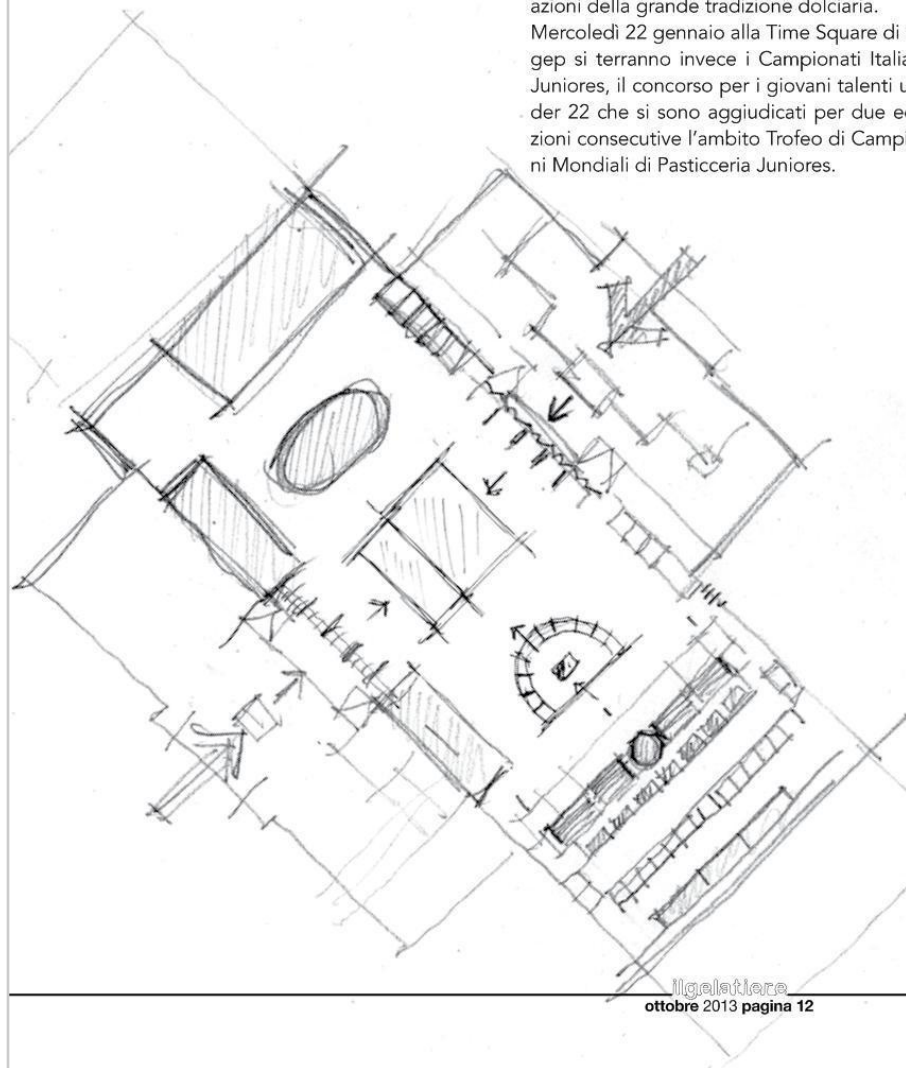 azioni della grande tradizione dolciaria.
Mercoledì 22 gennaio alla Time Square di
gep si terranno invece i Campionati Italia
Juniores, il concorso per i giovani talenti u
der 22 che si sono aggiudicati per due e
zioni consecutive l'ambito Trofeo di Campi
ni Mondiali di Pasticceria Juniores.
ilgelatiere
ottobre 2013 pagina 12